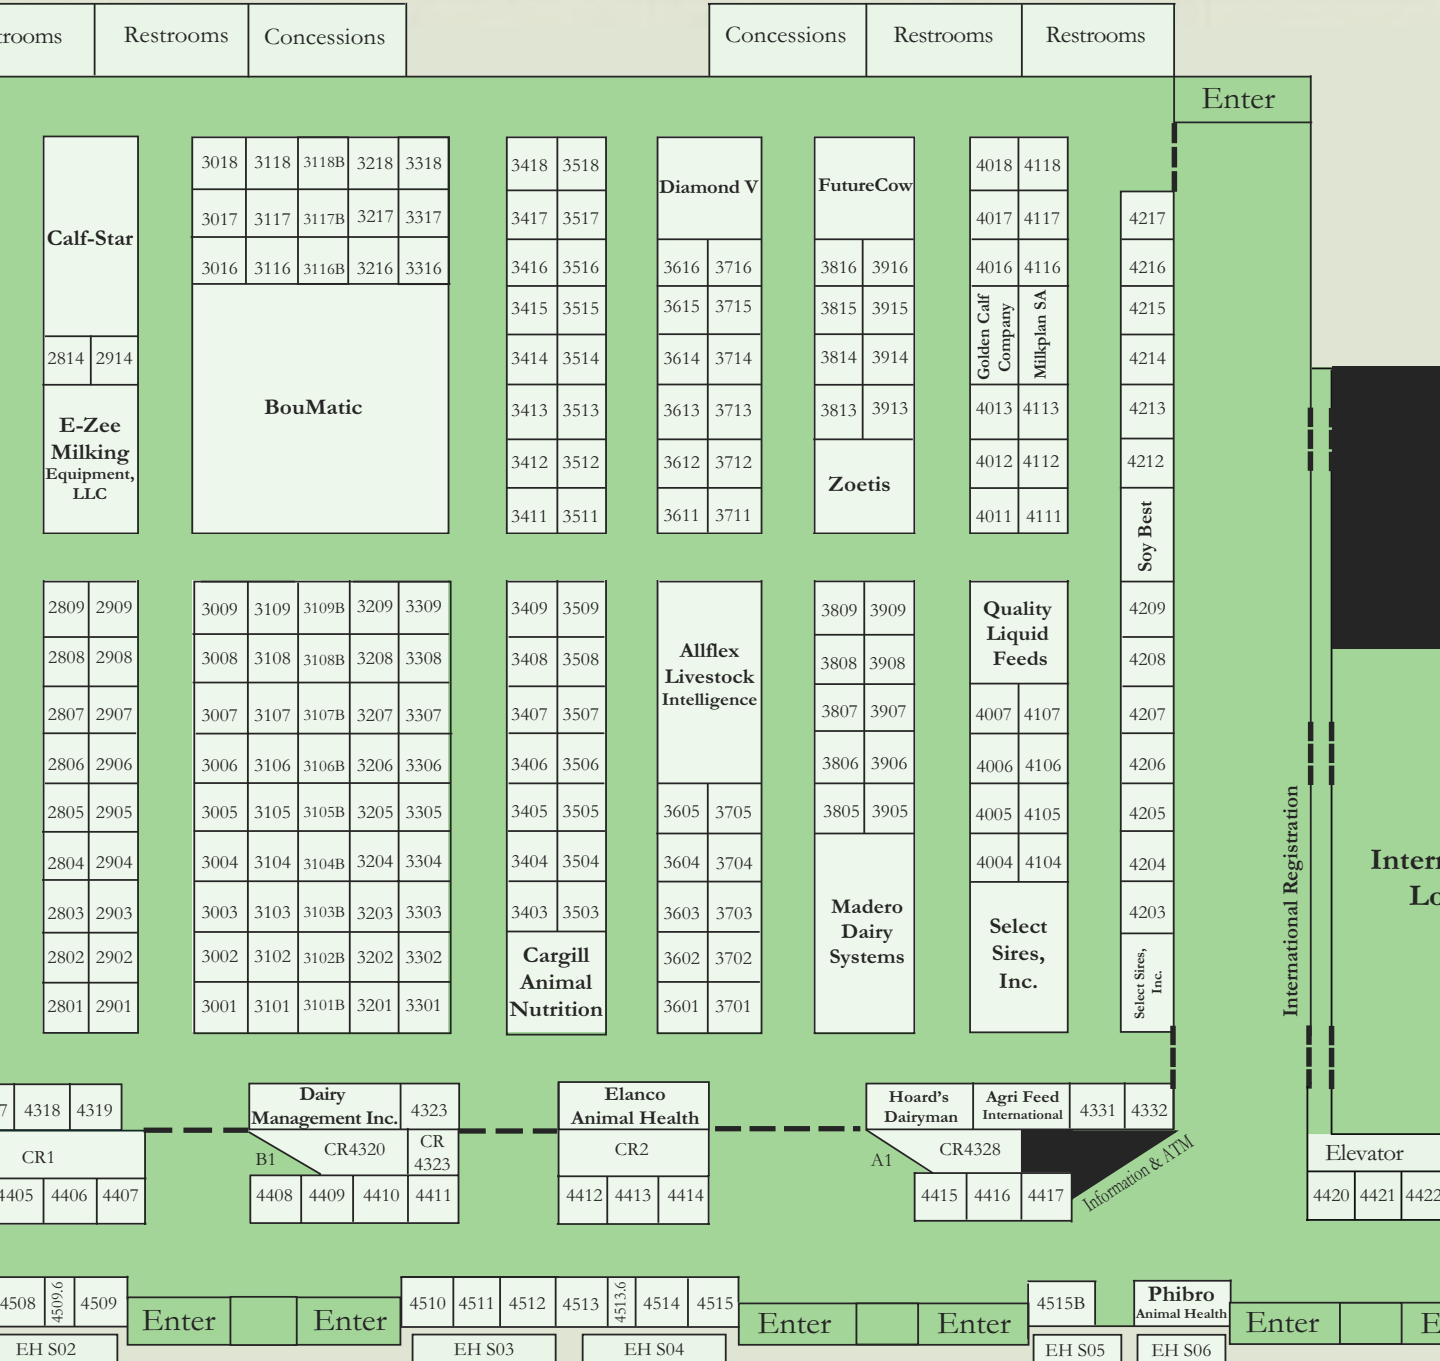 Restrooms Concessions Concessions Restrooms Restrooms
Enter
Calf-Star
2814 2914
E-Zee
Milking
Equipment,
LLC
3018 3118 3118B 3218 3318
3017 3117 3117B 3217 3317
3016 3116 3116B 3216 3316
BouMatic
3418 3518
3417 3517
3416 3516
3415 3515
3414 3514
3413 3513
3412 3512
3411 3511
Diamond V
3616 3716
3615 3715
3614 3714
3613 3713
3612 3712
3611 3711
FutureCow
3816 3916
3815 3915
3814 3914
3813 3913
Zoetis
4018 4118
4017 4117
4016 4116
Golden Calf
Company
Milkplan SA
4013 4113
4012 4112
4011 4111
4217
4216
4215
4214
4213
4212
Soy Best
4209
4208
4207
4206
4205
4204
4203
Select Sires,
Inc.
2809 2909
2808 2908
2807 2907
2806 2906
2805 2905
2804 2904
2803 2903
2802 2902
2801 2901
3009 3109 3109B 3209 3309
3008 3108 3108B 3208 3308
3007 3107 3107B 3207 3307
3006 3106 3106B 3206 3306
3005 3105 3105B 3205 3305
3004 3104 3104B 3204 3304
3003 3103 3103B 3203 3303
3002 3102 3102B 3202 3302
3001 3101 3101B 3201 3301
3409 3509
3408 3508
3407 3507
3406 3506
3405 3505
3404 3504
3403 3503
Cargill
Animal
Nutrition
Allflex
Livestock
Intelligence
3605 3705
3604 3704
3603 3703
3602 3702
3601 3701
3809 3909
3808 3908
3807 3907
3806 3906
3805 3905
Madero
Dairy
Systems
Quality
Liquid
Feeds
4007 4107
4006 4106
4005 4105
4004 4104
Select
Sires,
Inc.
International Registration
4318 4319
CR1
4405 4406 4407
Dairy
Management Inc.
4323
B1
CR4320
CR
4323
4408 4409 4410 4411
Elanco
Animal Health
CR2
4412 4413 4414
Hoard's
Dairyman
Agri Feed
International
4331 4332
A1
CR4328
4415 4416 4417
Information & ATM
Elevator
4420 4421 4422
4508 4509.6 4509
Enter Enter
4510 4511 4512 4513 4513.6 4514 4515
Enter Enter
4515B
Phibro
Animal Health
Enter
EH S02 EH S03 EH S04 EH S05 EH S06